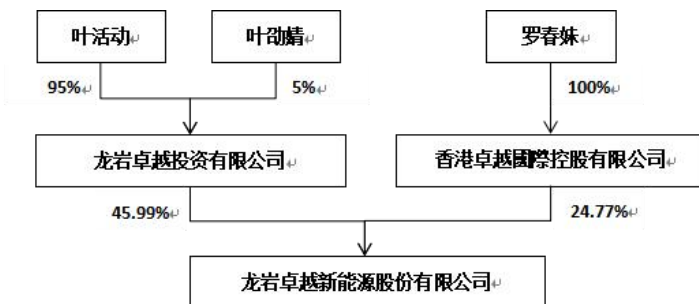 叶活动 叶劭婧 罗春妹
95% 5% 100%
龙岩卓越投资有限公司 香港卓越國際控股有限公司
45.99% 24.77%
龙岩卓越新能源股份有限公司